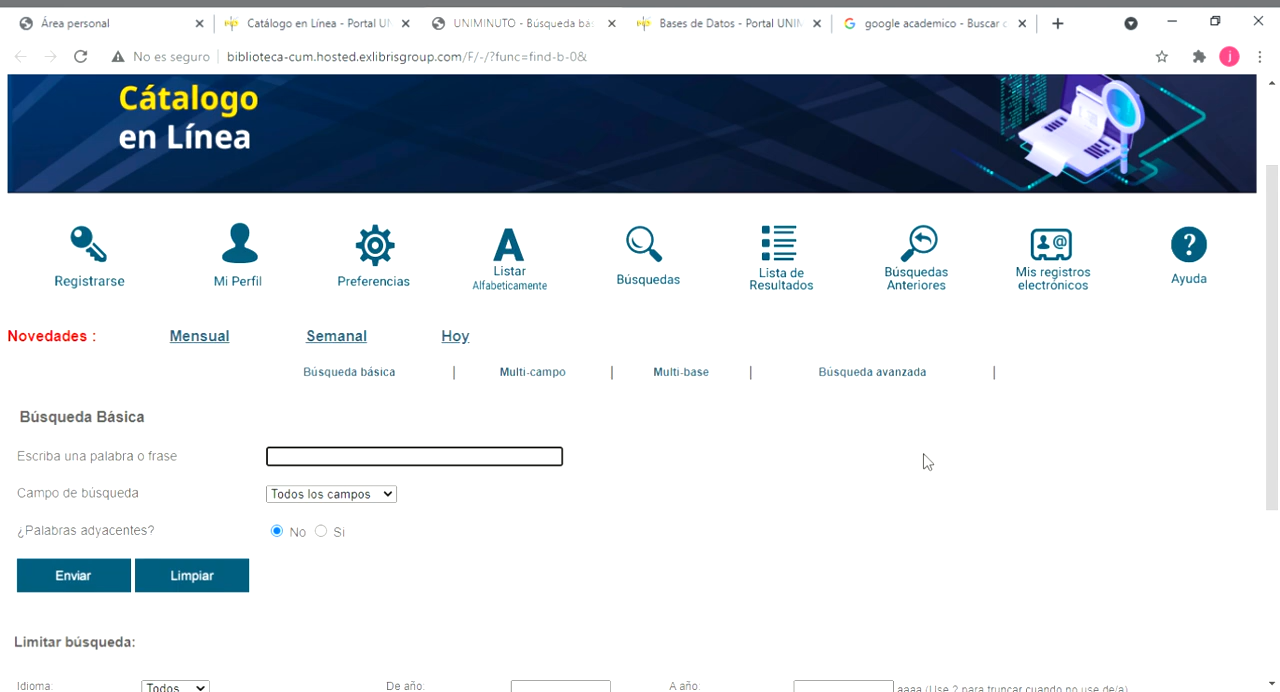 Área personal
Catálogo en Línea - Portal UN
UNIMINUTO - Búsqueda bás
Bases de Datos - Portal UNIM
google academico - Buscar c
No es seguro
biblioteca-cum.hosted.exlibrisgroup.com/F/-/?func=find-b-0&
j
Cátalogo
en Línea
Registrarse
Mi Perfil
Preferencias
A
Listar
Alfabeticamente
Búsquedas
Lista de
Resultados
Búsquedas
Anteriores
Mis registros
electrónicos
Ayuda
Novedades : Mensual Semanal Hoy
Búsqueda básica | Multi-campo | Multi-base | Búsqueda avanzada |
Búsqueda Básica
Escriba una palabra o frase
Campo de búsqueda Todos los campos
¿Palabras adyacentes? No Si
Enviar Limpiar
Limitar búsqueda:
Idioma: Todos De año: A año: aaaa (Use ? para truncar cuando no use de/a)